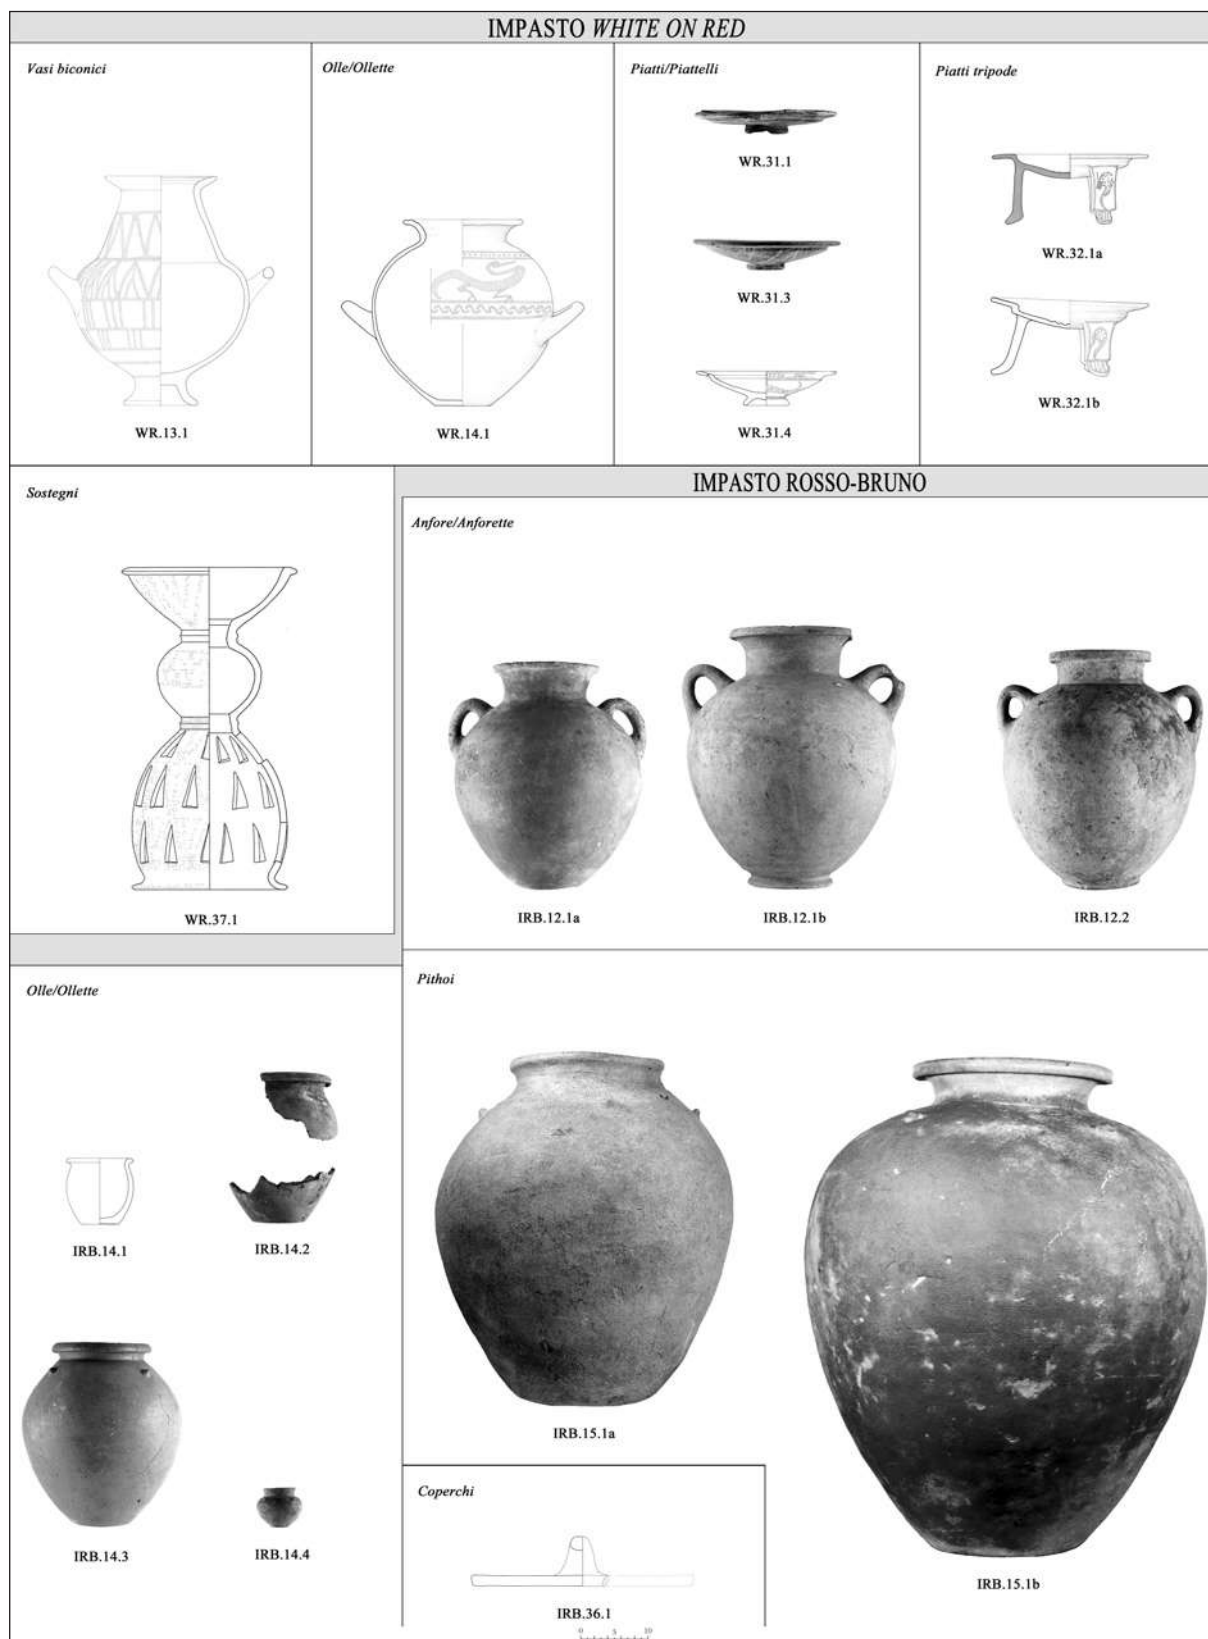 IMPASTO WHITE ON RED
Vasi biconici
WR.13.1
Olle/Ollette
WR.14.1
Piatti/Piattelli
WR.31.1
WR.31.3
WR.31.4
Piatti tripode
WR.32.1a
WR.32.1b
Sostegni
WR.37.1
IMPASTO ROSSO-BRUNO
Anfore/Anforette
IRB.12.1a
IRB.12.1b
IRB.12.2
Olle/Ollette
IRB.14.1
IRB.14.2
IRB.14.3
IRB.14.4
Pithoi
IRB.15.1a
IRB.15.1b
Coperchi
IRB.36.1
0 5 10